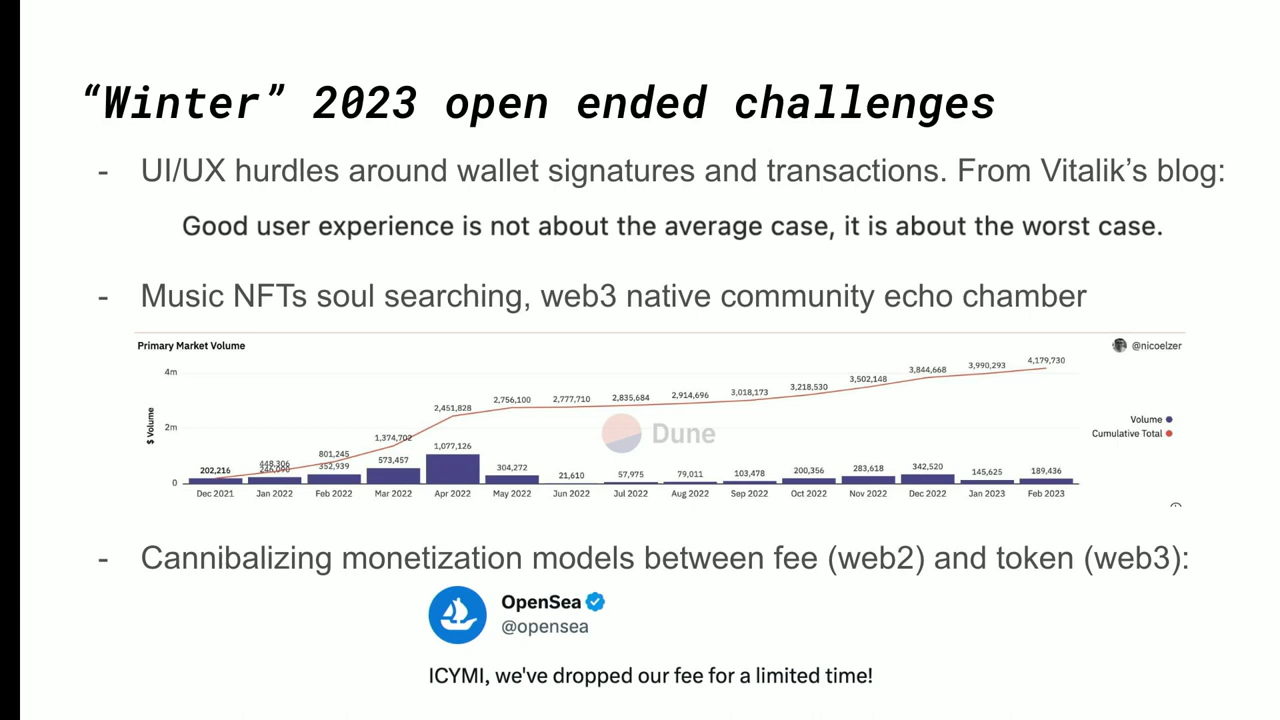 “Winter” 2023 open ended challenges
- UI/UX hurdles around wallet signatures and transactions. From Vitalik’s blog:
Good user experience is not about the average case, it is about the worst case.
- Music NFTs soul searching, web3 native community echo chamber
Primary Market Volume
@nicoelzer
4m
2m
0
$ Volume
202,216
448,306
246,090
801,245
352,939
1,374,702
573,457
2,451,828
1,077,126
2,756,100
304,272
2,777,710
21,610
2,835,684
57,975
2,914,696
79,011
3,018,173
103,478
3,218,530
200,356
3,502,148
283,618
3,844,668
342,520
3,990,293
145,625
4,179,730
189,436
Dune
Volume
Cumulative Total
Dec 2021 Jan 2022 Feb 2022 Mar 2022 Apr 2022 May 2022 Jun 2022 Jul 2022 Aug 2022 Sep 2022 Oct 2022 Nov 2022 Dec 2022 Jan 2023 Feb 2023
- Cannibalizing monetization models between fee (web2) and token (web3):
OpenSea
@opensea
ICYMI, we've dropped our fee for a limited time!